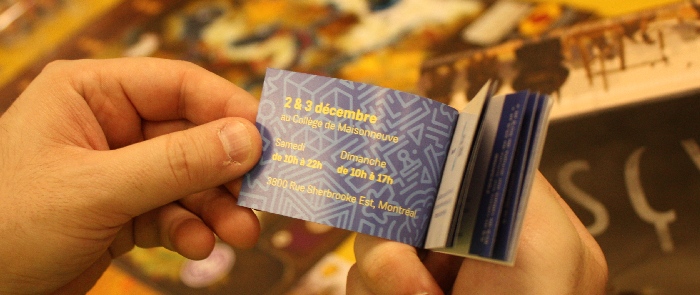 2 & 3 décembre
au Collège de Maisonneuve
Samedi
de 10h à 22h
Dimanche
de 10h à 17h
3800 Rue Sherbrooke Est, Montréal.